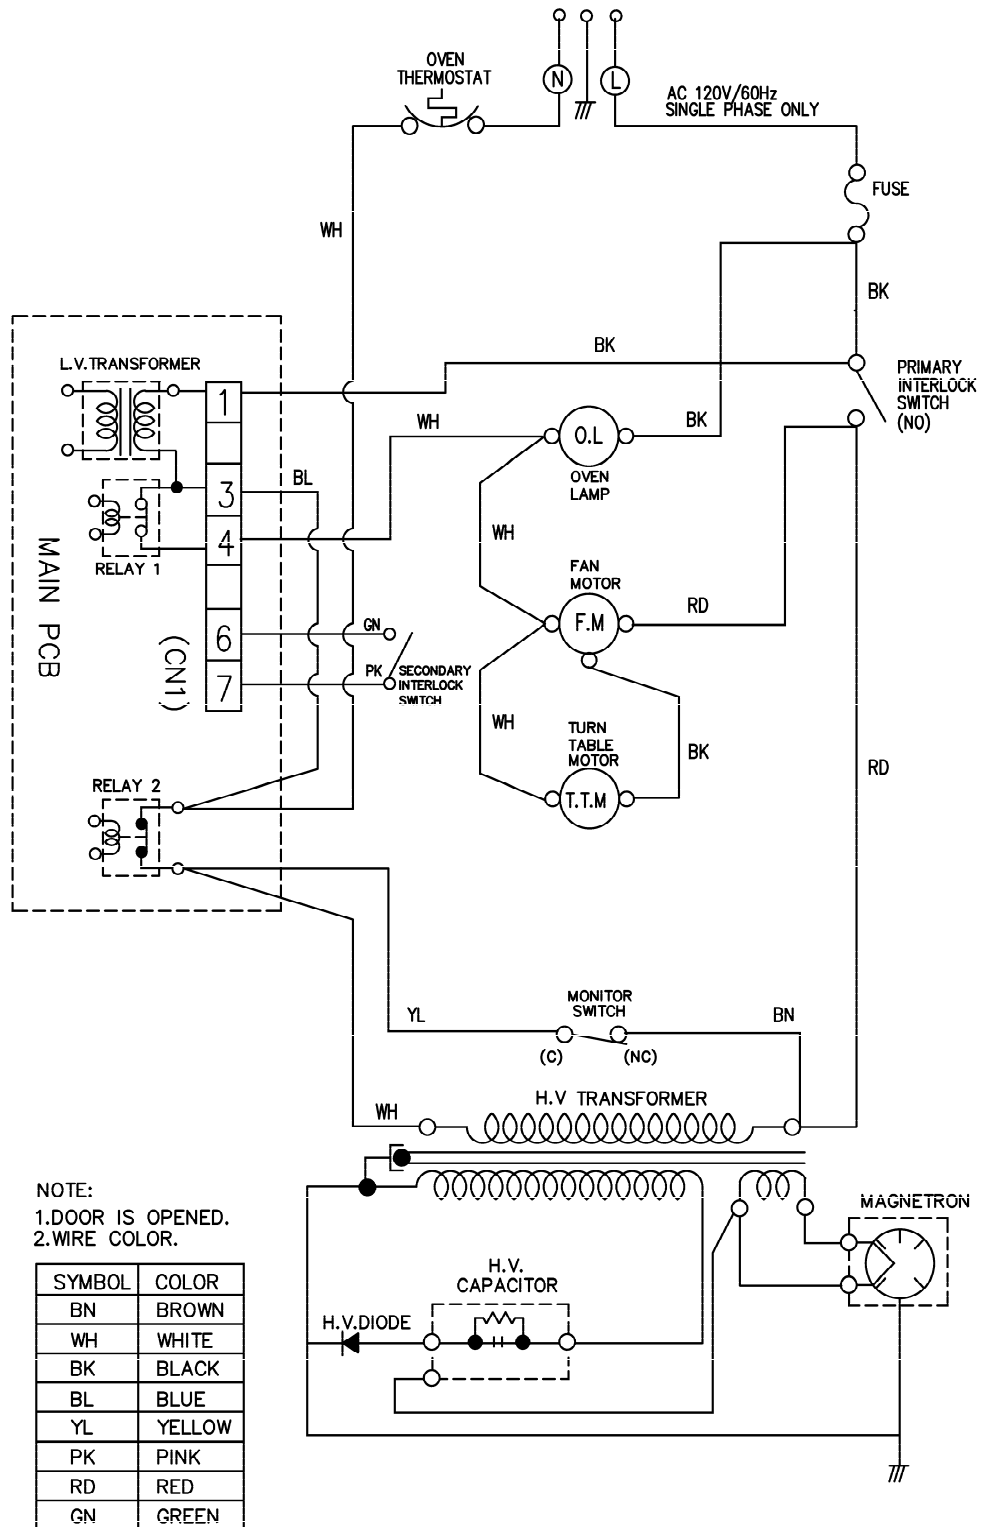 OVEN
THERMOSTAT
N
L
AC 120V/60Hz
SINGLE PHASE ONLY
FUSE
WH
BK
BK
PRIMARY
INTERLOCK
SWITCH
(NO)
L.V.TRANSFORMER
1
WH
O.L
BK
OVEN
LAMP
3
BL
4
RELAY 1
WH
MAIN PCB
(CN1)
FAN
MOTOR
F.M
RD
6
GN
7
PK
SECONDARY
INTERLOCK
SWITCH
WH
TURN
TABLE
MOTOR
T.T.M
BK
RD
RELAY 2
MONITOR
SWITCH
YL
BN
(C)
(NC)
H.V TRANSFORMER
WH
MAGNETRON
H.V.
CAPACITOR
H.V.DIODE
NOTE:
1.DOOR IS OPENED.
2.WIRE COLOR.
SYMBOL COLOR
BN BROWN
WH WHITE
BK BLACK
BL BLUE
YL YELLOW
PK PINK
RD RED
GN GREEN